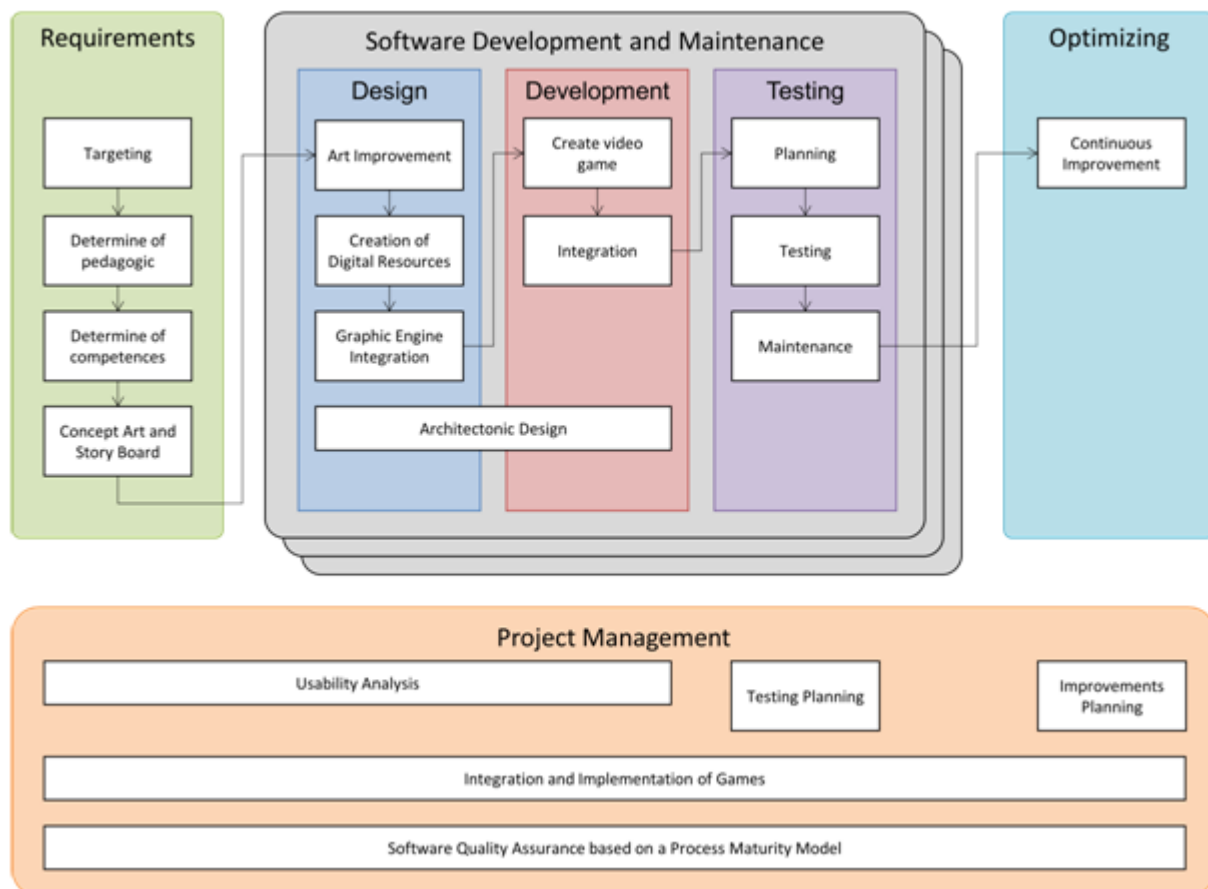 Requirements
Targeting
Determine of
pedagogic
Determine of
competences
Concept Art and
Story Board
Software Development and Maintenance
Design
Art Improvement
Creation of
Digital Resources
Graphic Engine
Integration
Architectonic Design
Development
Create video
game
Integration
Testing
Planning
Testing
Maintenance
Optimizing
Continuous
Improvement
Project Management
Usability Analysis
Testing Planning
Improvements
Planning
Integration and Implementation of Games
Software Quality Assurance based on a Process Maturity Model